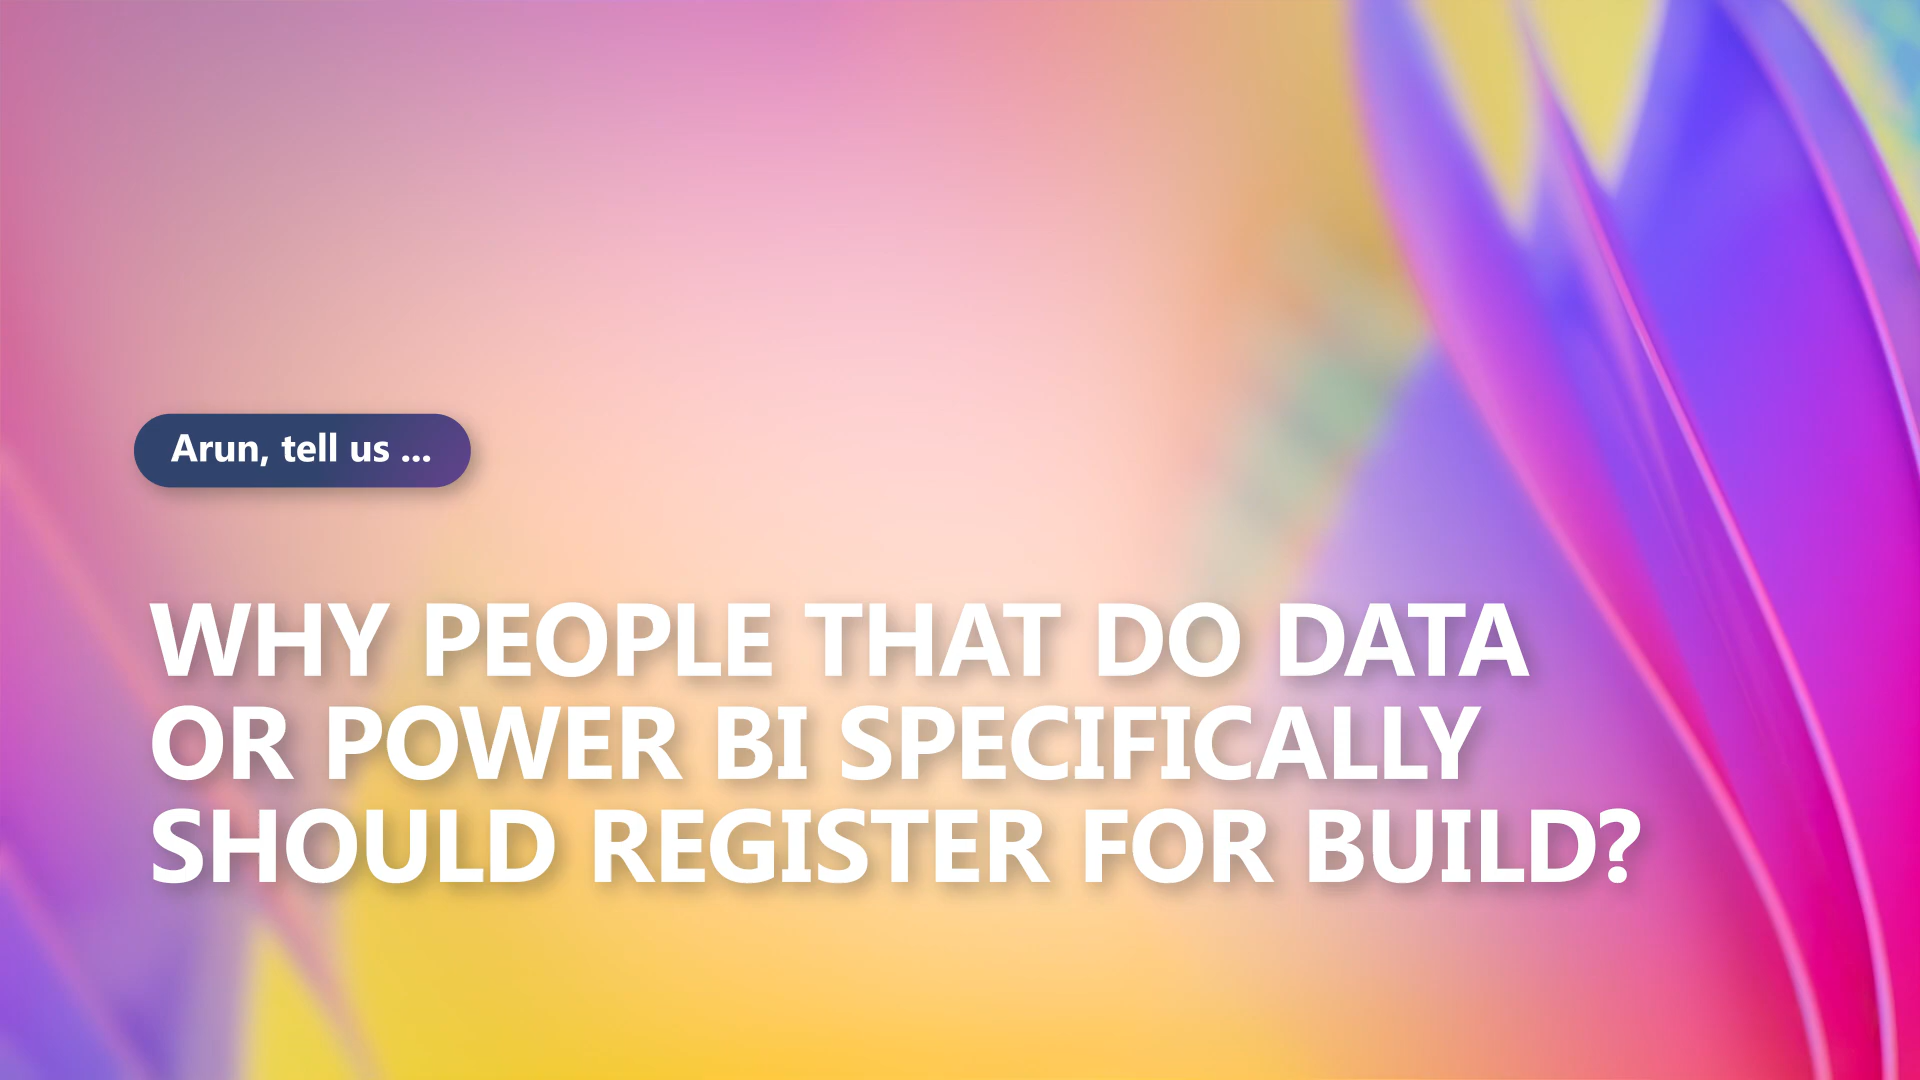 Arun, tell us ...
WHY PEOPLE THAT DO DATA
OR POWER BI SPECIFICALLY
SHOULD REGISTER FOR BUILD?